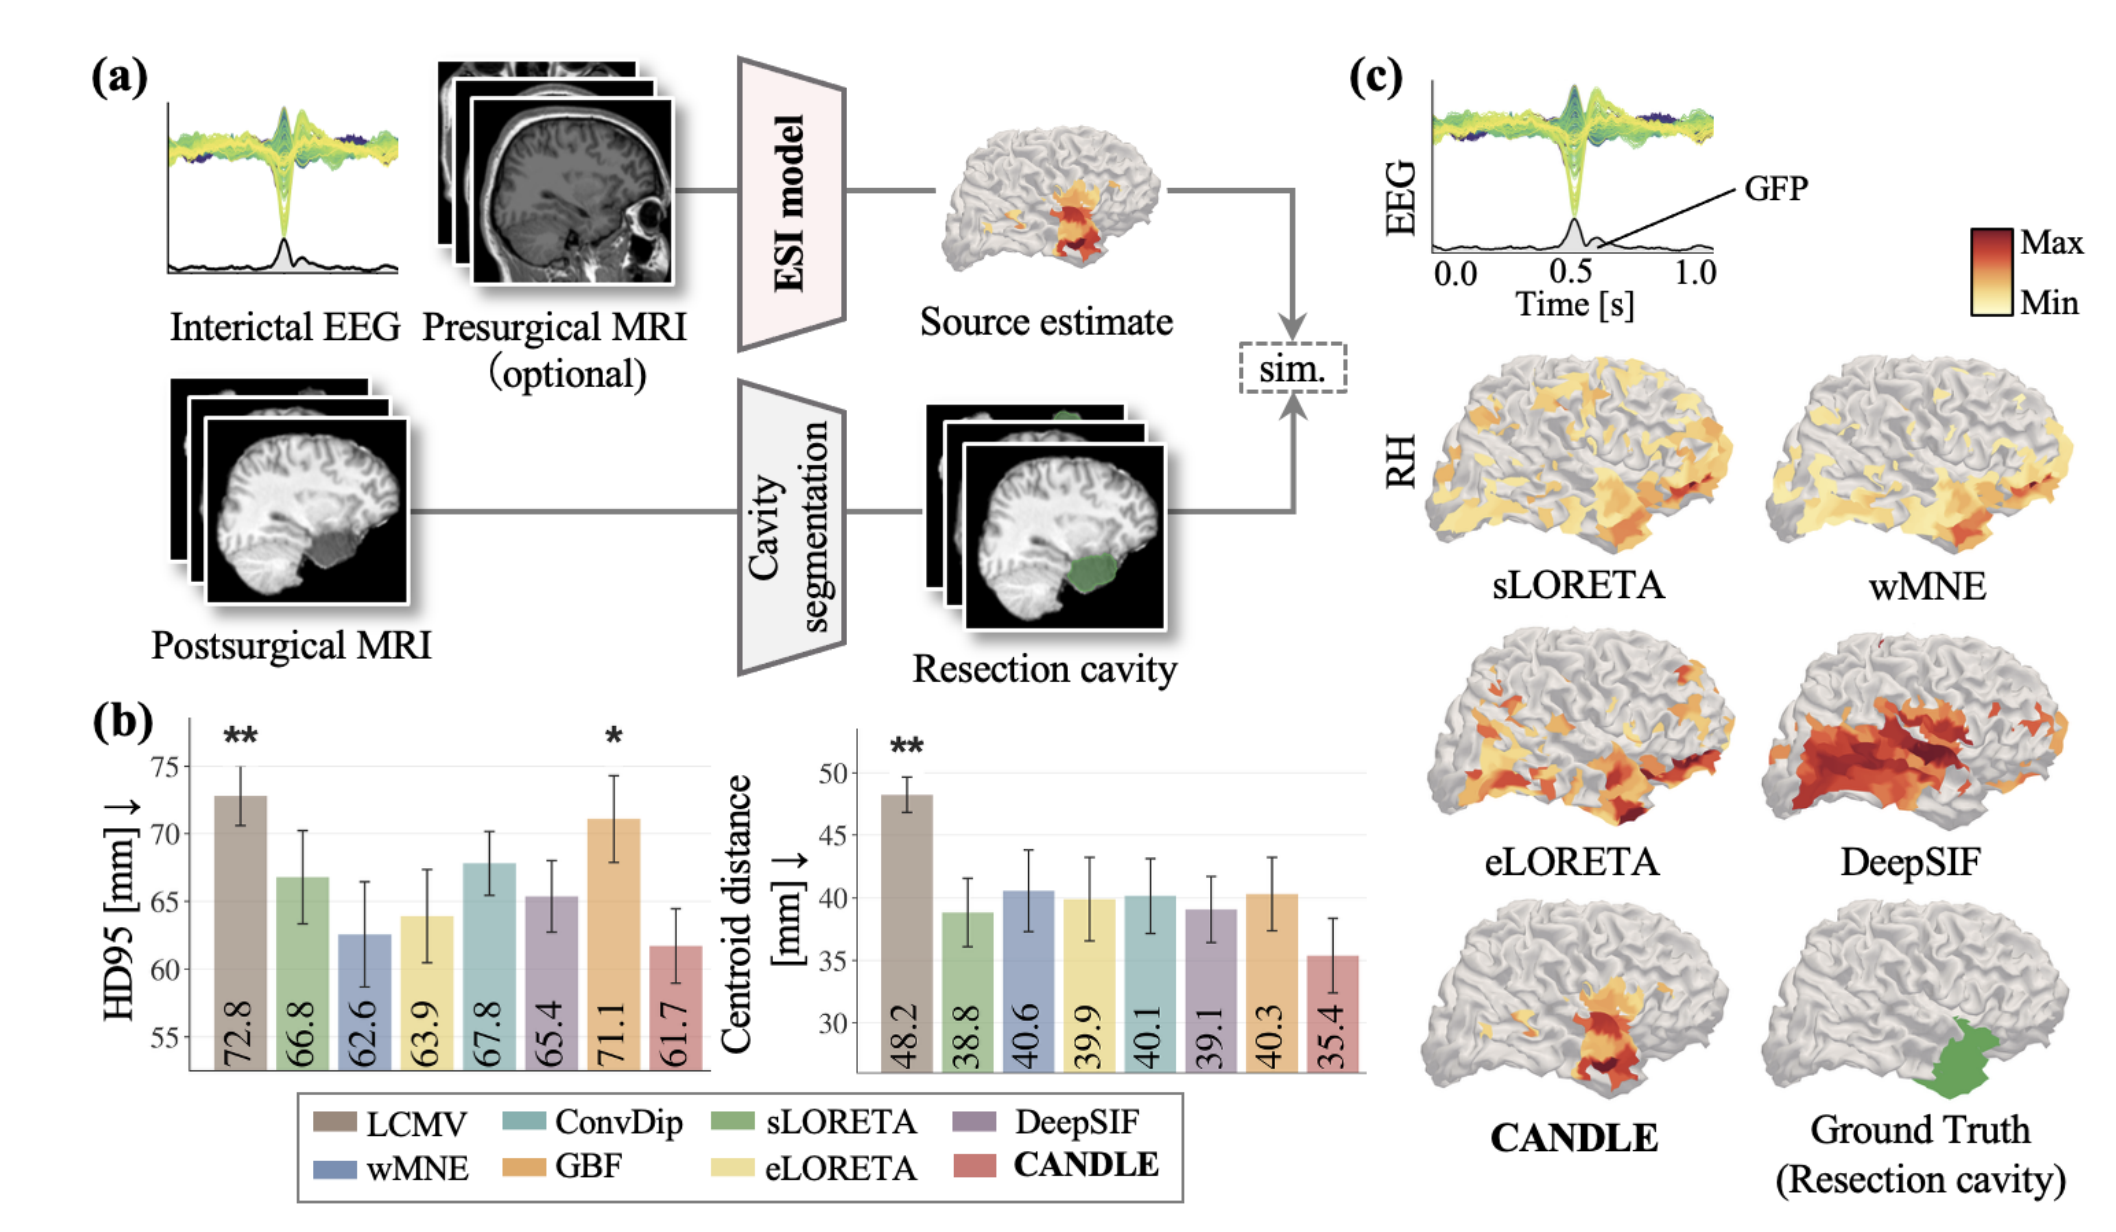 (a)
Interictal EEG
Presurgical MRI
(optional)
ESI model
Source estimate
sim.
Postsurgical MRI
Cavity
segmentation
Resection cavity
(b)
HD95 [mm] ↓
75
70
65
60
55
**
*
72.8
66.8
62.6
63.9
67.8
65.4
71.1
61.7
Centroid distance
[mm] ↓
50
45
40
35
30
**
48.2
38.8
40.6
39.9
40.1
39.1
40.3
35.4
LCMV
ConvDip
sLORETA
DeepSIF
wMNE
GBF
eLORETA
CANDLE
(c)
EEG
GFP
0.0
0.5
1.0
Time [s]
Max
Min
RH
sLORETA
wMNE
eLORETA
DeepSIF
CANDLE
Ground Truth
(Resection cavity)